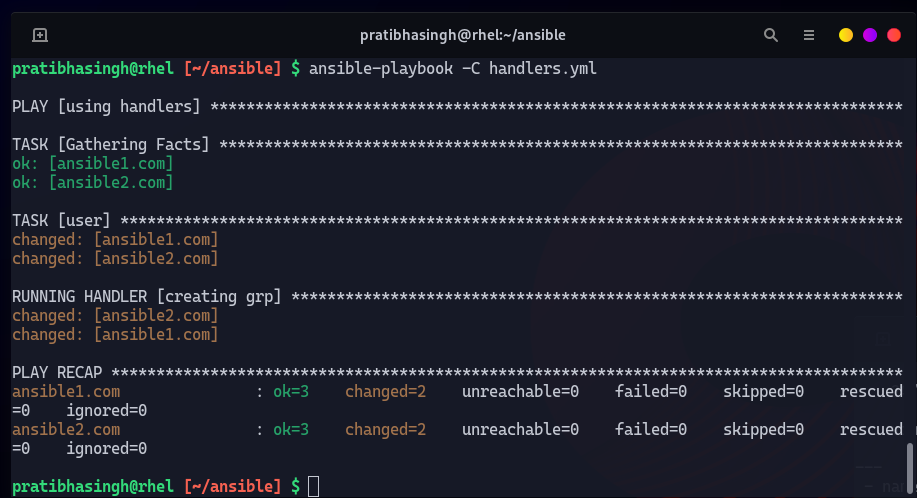 pratibhasingh@rhel:~/ansible
pratibhasingh@rhel [~/ansible] $ ansible-playbook -C handlers.yml
PLAY [using handlers] *****************************************************************************
TASK [Gathering Facts] ****************************************************************************
ok: [ansible1.com]
ok: [ansible2.com]
TASK [user] ***************************************************************************************
changed: [ansible1.com]
changed: [ansible2.com]
RUNNING HANDLER [creating grp] ********************************************************************
changed: [ansible2.com]
changed: [ansible1.com]
PLAY RECAP ****************************************************************************************
ansible1.com : ok=3 changed=2 unreachable=0 failed=0 skipped=0 rescued
=0 ignored=0
ansible2.com : ok=3 changed=2 unreachable=0 failed=0 skipped=0 rescued
=0 ignored=0
pratibhasingh@rhel [~/ansible] $